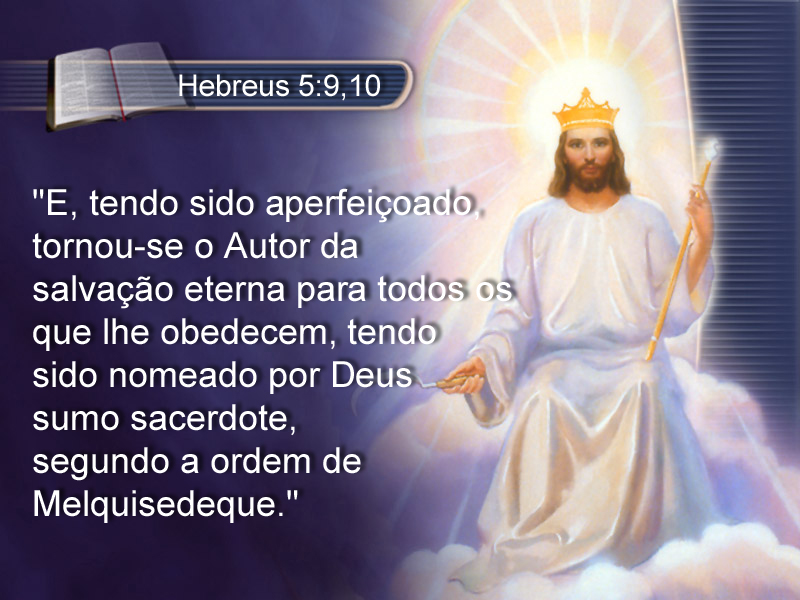 Hebreus 5:9,10
"E, tendo sido aperfeiçoado,
tornou-se o Autor da
salvação eterna para todos os
que lhe obedecem, tendo
sido nomeado por Deus
sumo sacerdote,
segundo a ordem de
Melquisedeque."